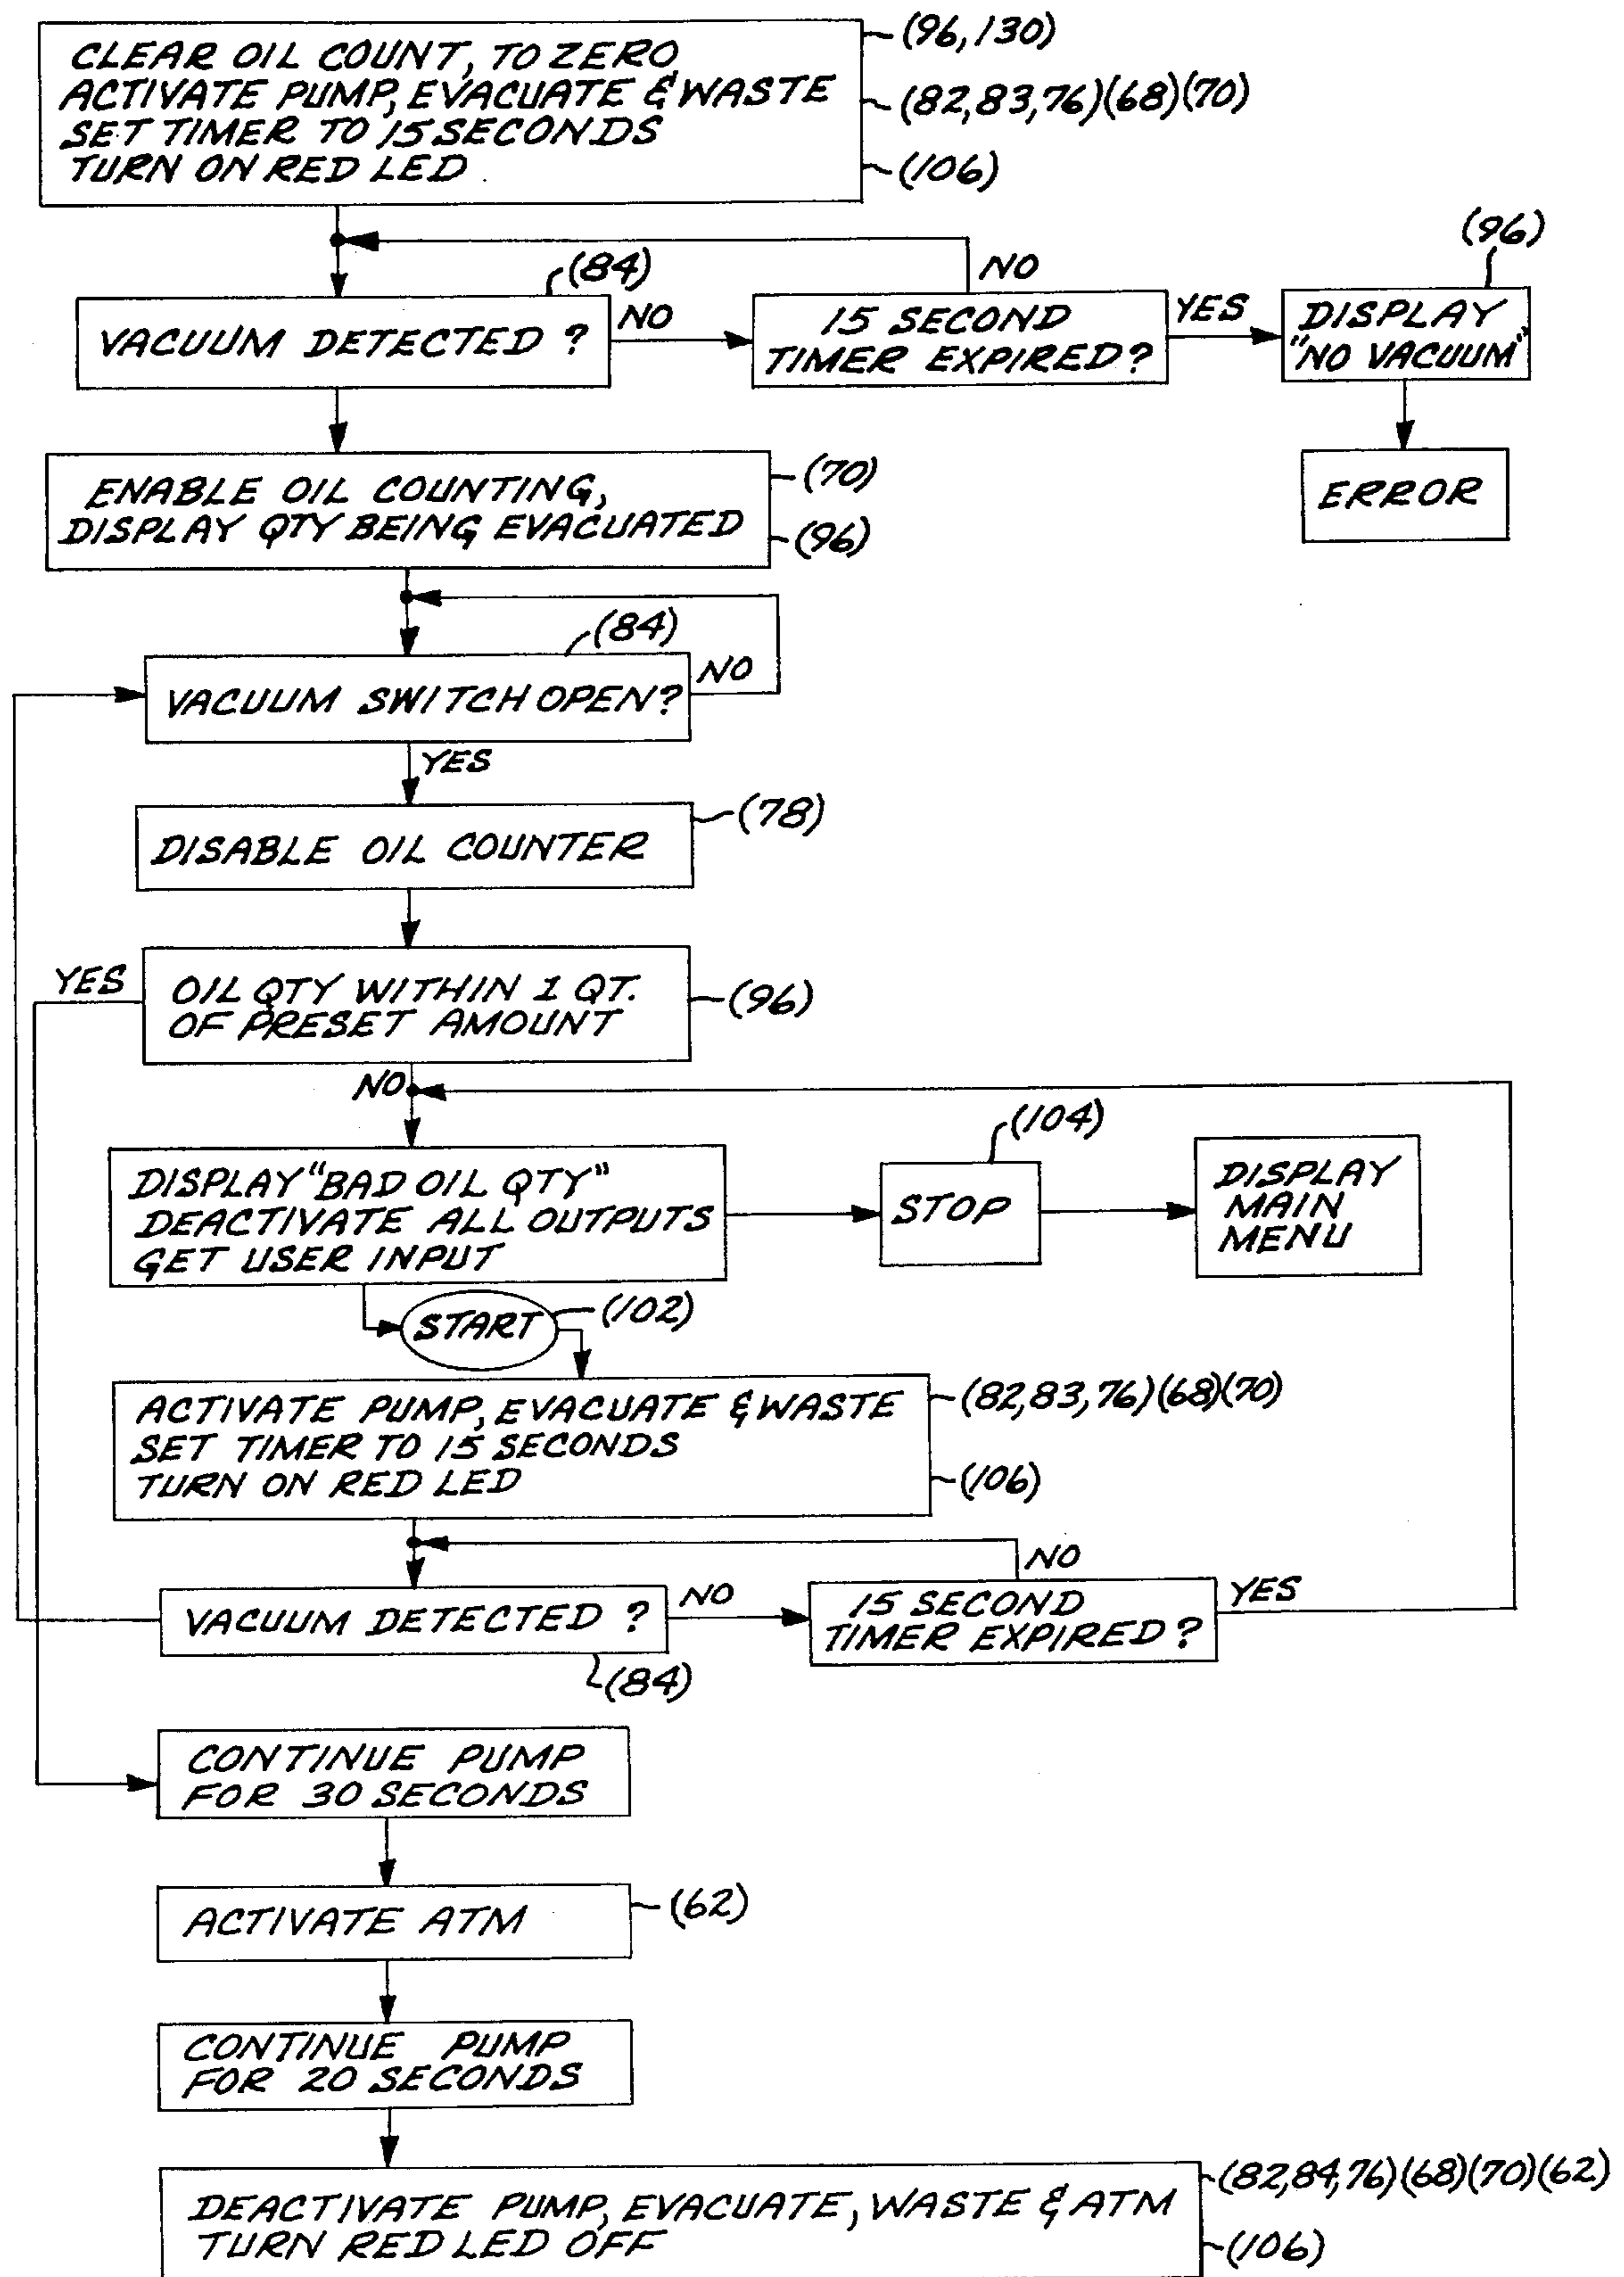 CLEAR OIL COUNT, TO ZERO
ACTIVATE PUMP, EVACUATE & WASTE
SET TIMER TO 15 SECONDS
TURN ON RED LED
(96,130)
(82,83,76)(68)(70)
(106)
(84)
VACUUM DETECTED ?
NO
15 SECOND
TIMER EXPIRED?
NO
YES
(96)
DISPLAY
"NO VACUUM"
ERROR
ENABLE OIL COUNTING,
DISPLAY QTY BEING EVACUATED
(70)
(96)
(84)
VACUUM SWITCH OPEN?
NO
YES
DISABLE OIL COUNTER
(78)
YES
OIL QTY WITHIN 1 QT.
OF PRESET AMOUNT
(96)
NO
DISPLAY "BAD OIL QTY"
DEACTIVATE ALL OUTPUTS
GET USER INPUT
(104)
STOP
DISPLAY
MAIN
MENU
START
(102)
ACTIVATE PUMP, EVACUATE & WASTE
SET TIMER TO 15 SECONDS
TURN ON RED LED
(82,83,76)(68)(70)
(106)
VACUUM DETECTED ?
NO
(84)
15 SECOND
TIMER EXPIRED?
NO
YES
CONTINUE PUMP
FOR 30 SECONDS
ACTIVATE ATM
(62)
CONTINUE PUMP
FOR 20 SECONDS
DEACTIVATE PUMP, EVACUATE, WASTE & ATM
TURN RED LED OFF
(82,84,76)(68)(70)(62)
(106)